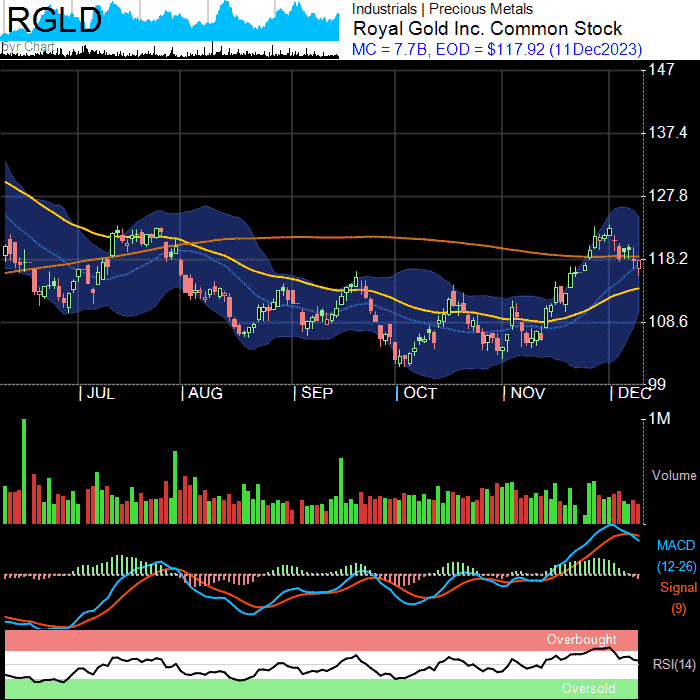 RGLD
5yr Chart
Industrials | Precious Metals
Royal Gold Inc. Common Stock
MC = 7.7B, EOD = $117.92 (11Dec2023)
147
137.4
127.8
118.2
108.6
99
| JUL | AUG | SEP | OCT | NOV | DEC
1M
Volume
MACD
(12-26)
Signal
(9)
Overbought
RSI(14)
Oversold